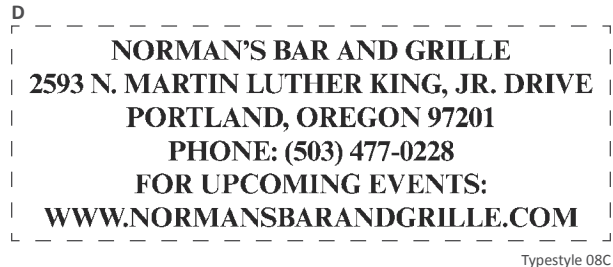 D
NORMAN’S BAR AND GRILLE
2593 N. MARTIN LUTHER KING, JR. DRIVE
PORTLAND, OREGON 97201
PHONE: (503) 477-0228
FOR UPCOMING EVENTS:
WWW.NORMANSBARANDGRILLE.COM
Typestyle 08C